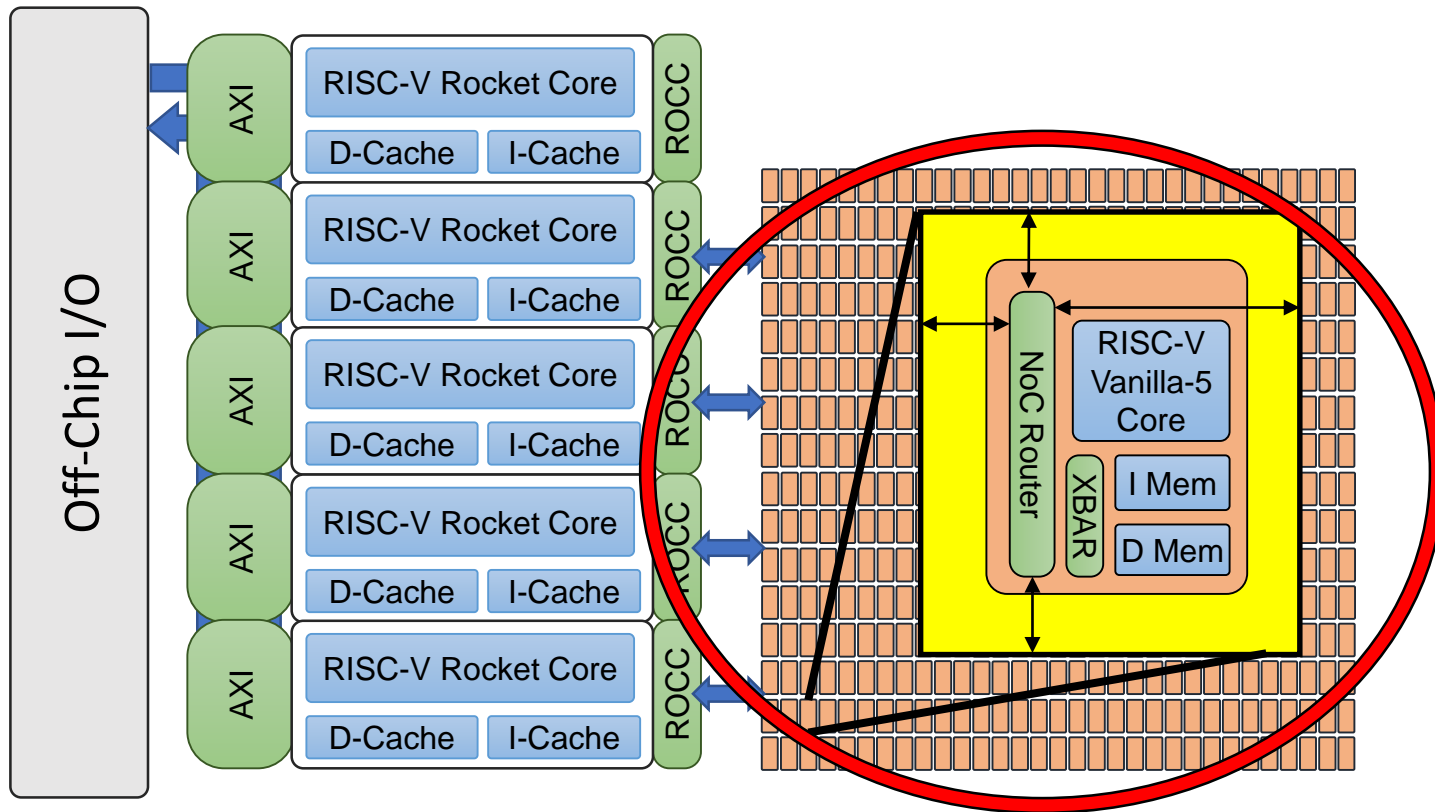 Off-Chip I/O
AXI
RISC-V Rocket Core
D-Cache I-Cache
ROCC
AXI
RISC-V Rocket Core
D-Cache I-Cache
ROCC
AXI
RISC-V Rocket Core
D-Cache I-Cache
ROCC
AXI
RISC-V Rocket Core
D-Cache I-Cache
ROCC
AXI
RISC-V Rocket Core
D-Cache I-Cache
ROCC
NoC Router
RISC-V
Vanilla-5
Core
XBAR
I Mem
D Mem